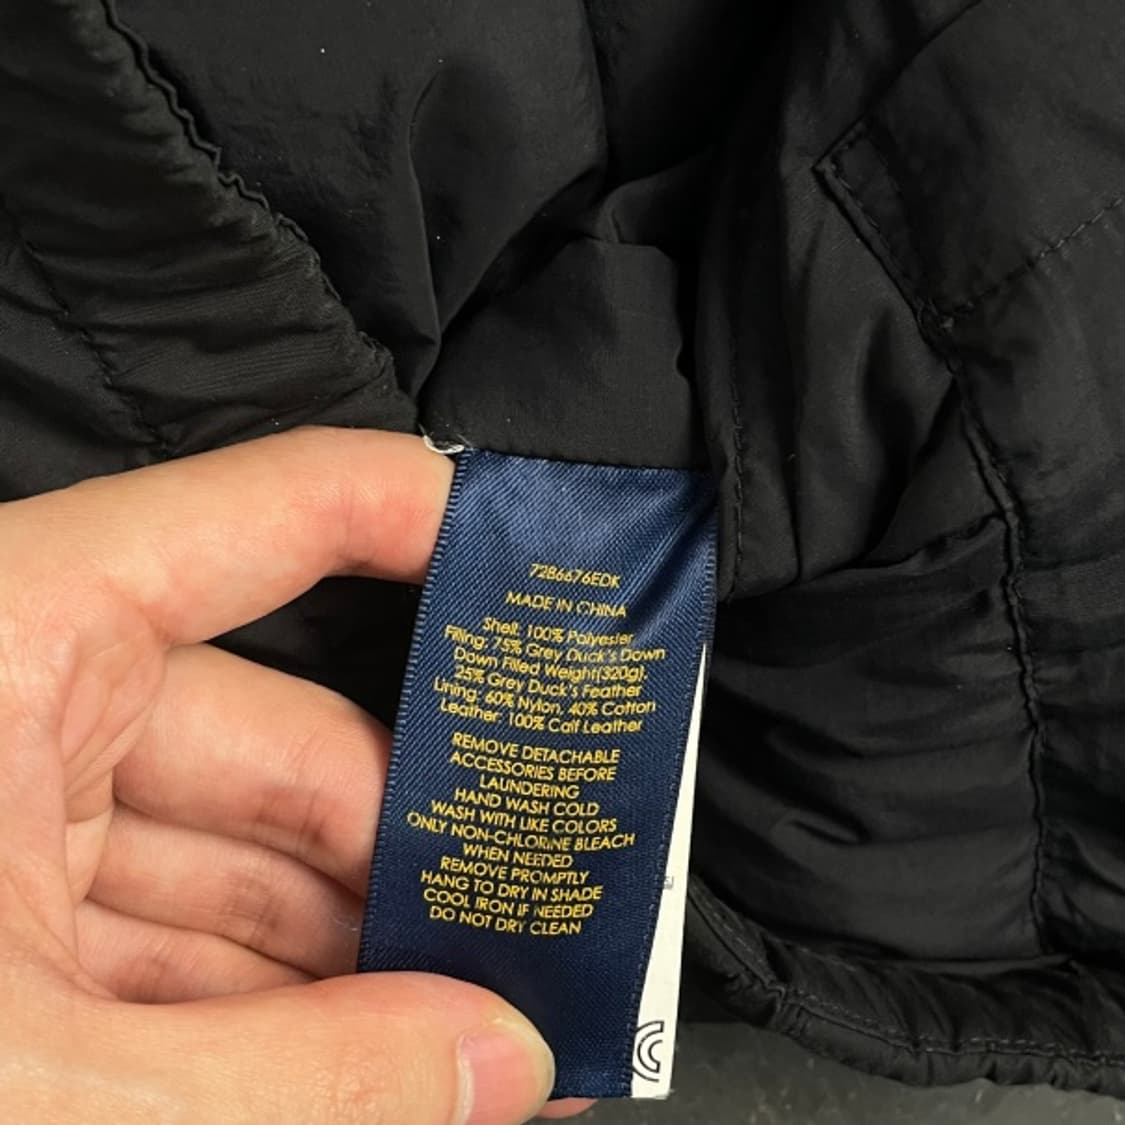 7286676EDK
MADE IN CHINA
Shell: 100% Polyester
Filling: 75% Grey Duck's Down
Down Filled Weight(320g),
25% Grey Duck's Feather
Lining: 60% Nylon, 40% Cotton
Leather: 100% Calf Leather
REMOVE DETACHABLE
ACCESSORIES BEFORE
LAUNDERING
HAND WASH COLD
WASH WITH LIKE COLORS
ONLY NON-CHLORINE BLEACH
WHEN NEEDED
REMOVE PROMPTLY
HANG TO DRY IN SHADE
COOL IRON IF NEEDED
DO NOT DRY CLEAN